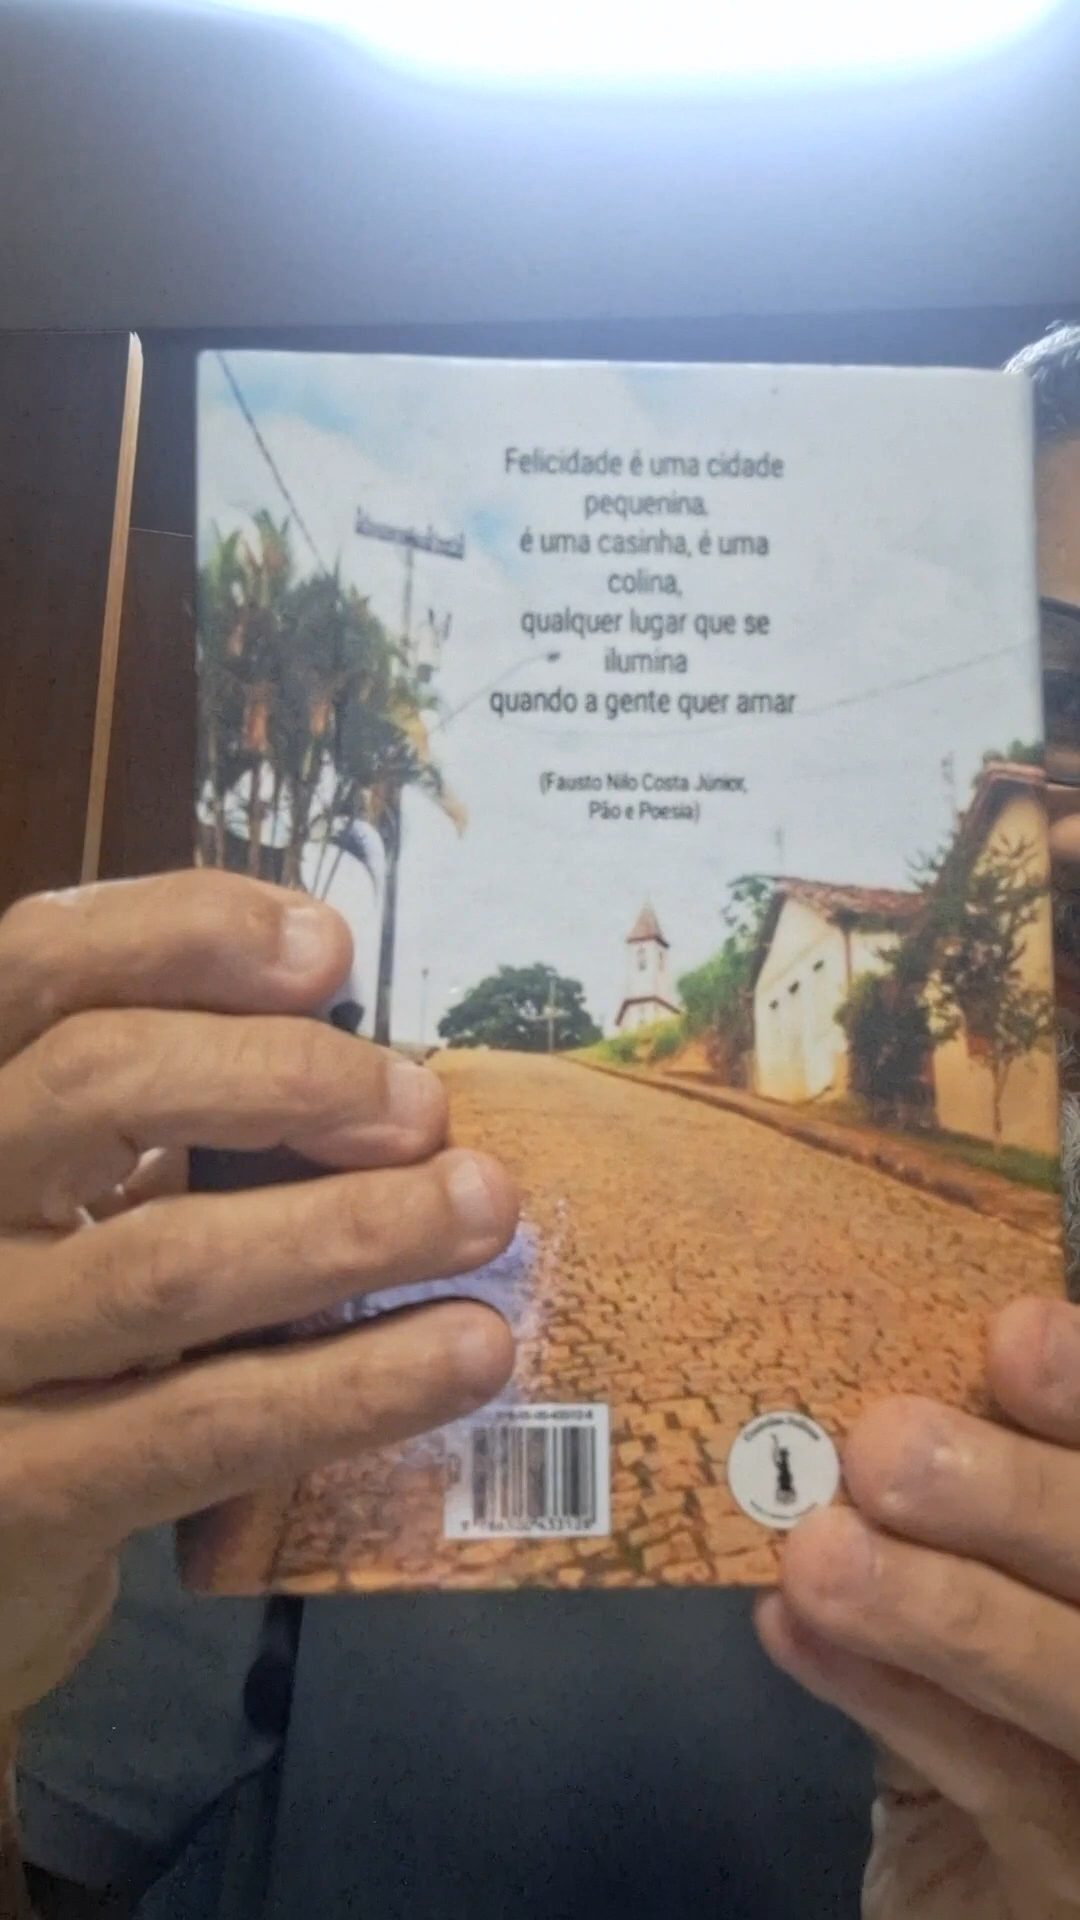 Felicidade é uma cidade
pequenina.
é uma casinha, é uma
colina,
qualquer lugar que se
ilumina
quando a gente quer amar
(Fausto Nilo Costa Júnior,
Pão e Poesia)